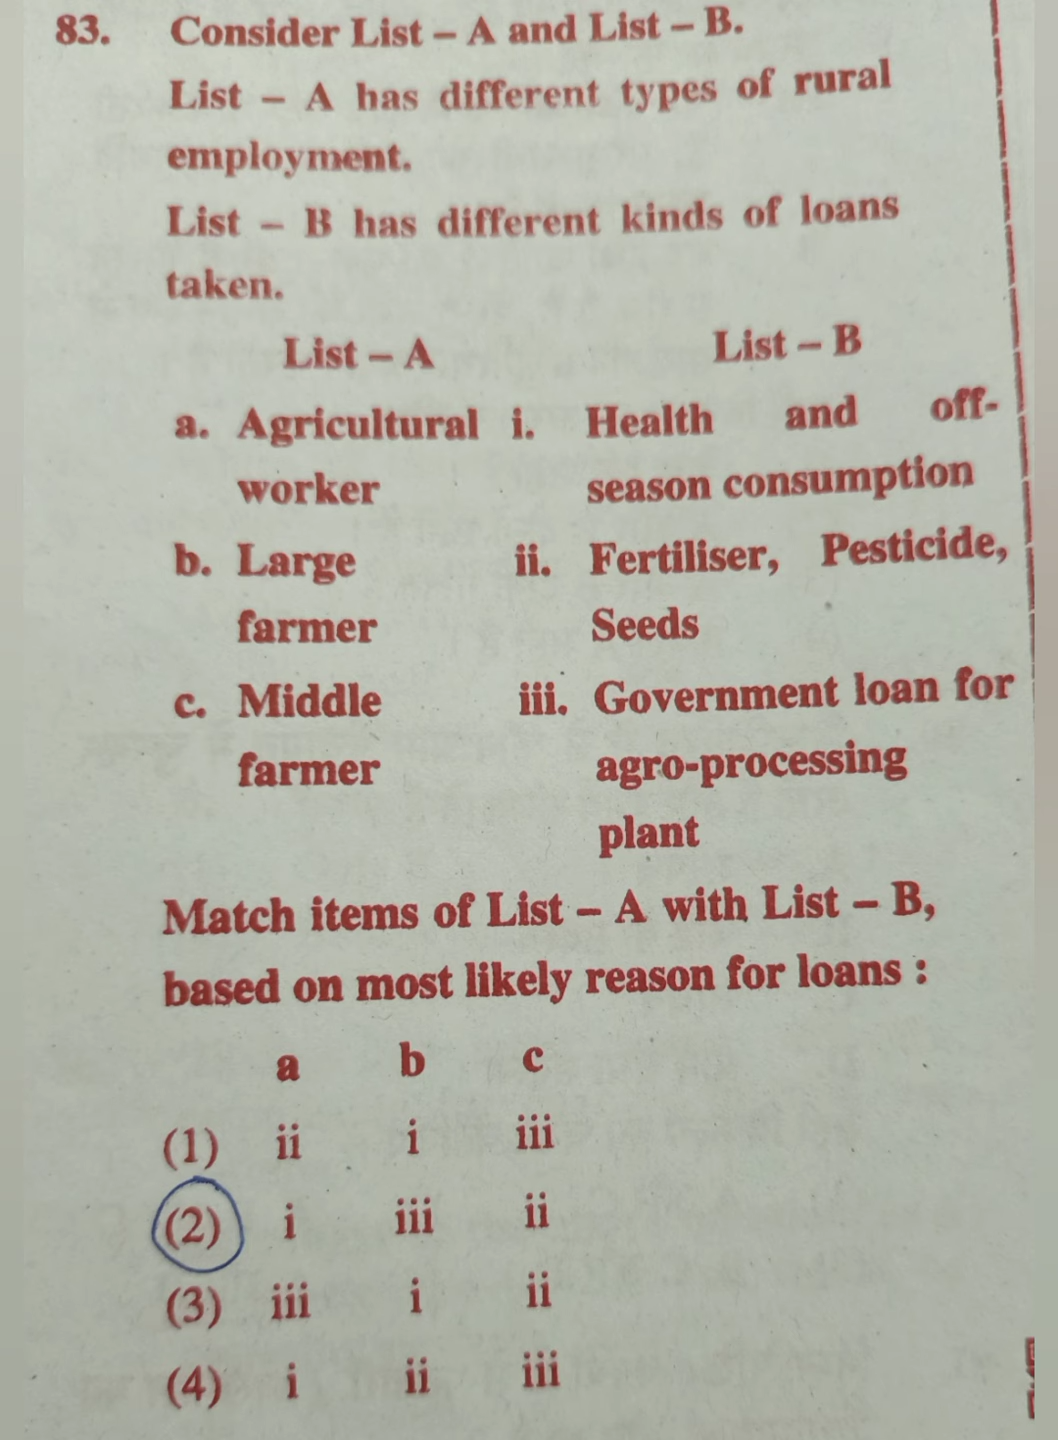 83. Consider List – A and List – B.
List – A has different types of rural
employment.
List – B has different kinds of loans
taken.
List – A List – B
a. Agricultural i. Health and off-
worker season consumption
b. Large ii. Fertiliser, Pesticide,
farmer Seeds
c. Middle iii. Government loan for
farmer agro-processing
plant
Match items of List – A with List – B,
based on most likely reason for loans :
a b c
(1) ii i iii
(2) i iii ii
(3) iii i ii
(4) i ii iii